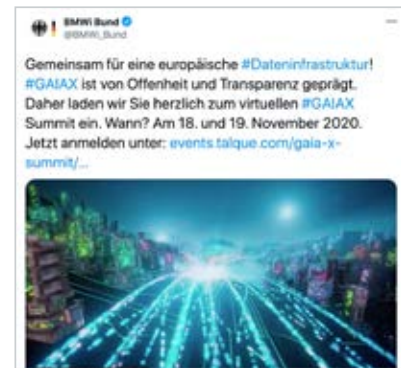 BMWi Bund
@BMWi_Bund
Gemeinsam für eine europäische #Dateninfrastruktur!
#GAIAX ist von Offenheit und Transparenz geprägt.
Daher laden wir Sie herzlich zum virtuellen #GAIAX
Summit ein. Wann? Am 18. und 19. November 2020.
Jetzt anmelden unter: events.talque.com/gaia-x-
summit/...